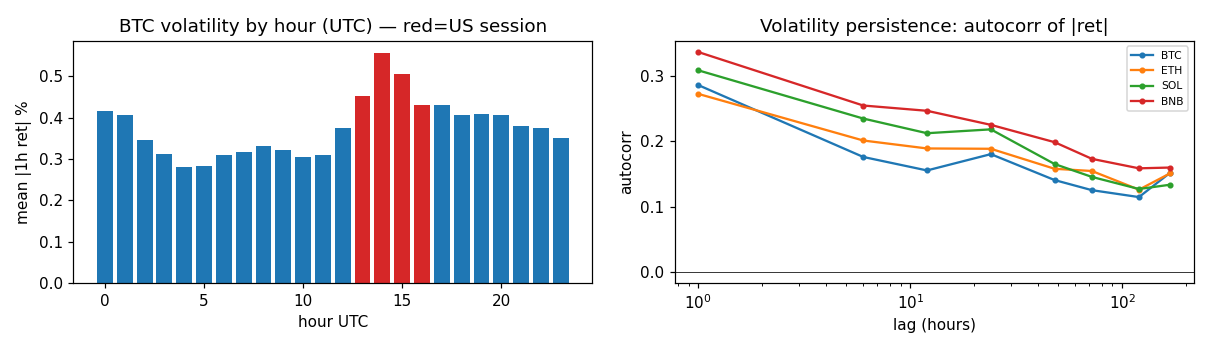 BTC volatility by hour (UTC) — red=US session
mean |1h ret| %
0.5
0.4
0.3
0.2
0.1
0.0
0 5 10 15 20
hour UTC
Volatility persistence: autocorr of |ret|
autocorr
0.3
0.2
0.1
0.0
10⁰ 10¹ 10²
lag (hours)
BTC
ETH
SOL
BNB